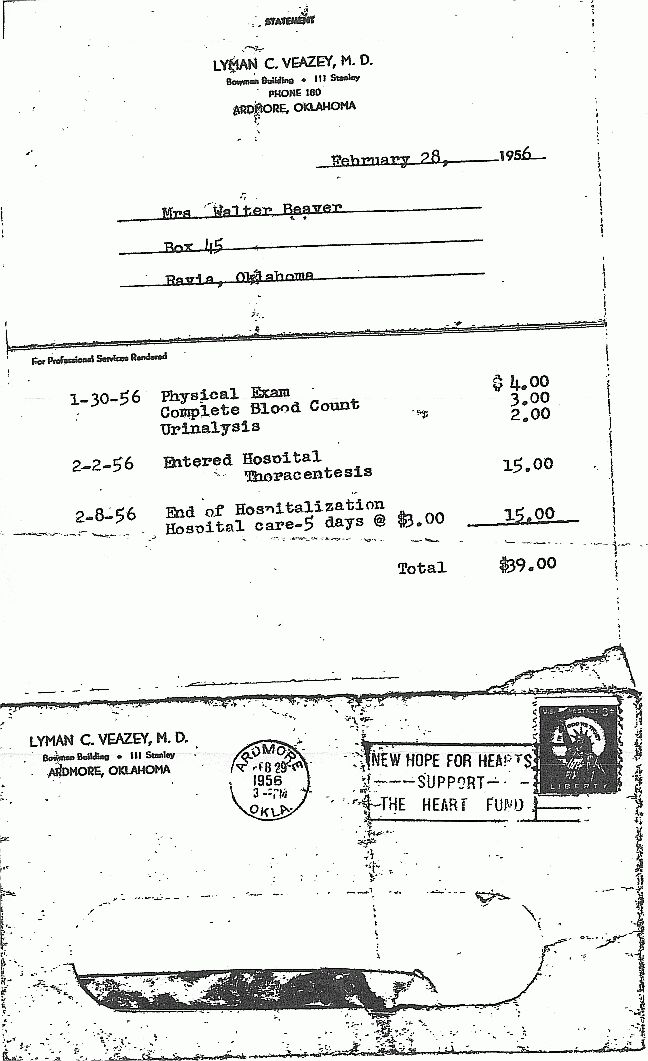 STATEMENT
LYMAN C. VEAZEY, M. D.
Bowman Building • 111 Stanley
PHONE 180
ARDMORE, OKLAHOMA
February 28, 1956
Mrs Walter Beaver
Box 45
Ravia, Oklahoma
For Professional Services Rendered
1-30-56 Physical Exam $ 4.00
Complete Blood Count 3.00
Urinalysis 2.00
2-2-56 Entered Hospital
Thoracentesis 15.00
2-8-56 End of Hospitalization
Hospital care-5 days @ $3.00 15.00
Total $39.00
LYMAN C. VEAZEY, M. D.
Bowman Building • 111 Stanley
ARDMORE, OKLAHOMA
ARDMORE
FEB 29
1956
3 PM
OKLA.
NEW HOPE FOR HEARTS
SUPPORT
THE HEART FUND
LIBERTY